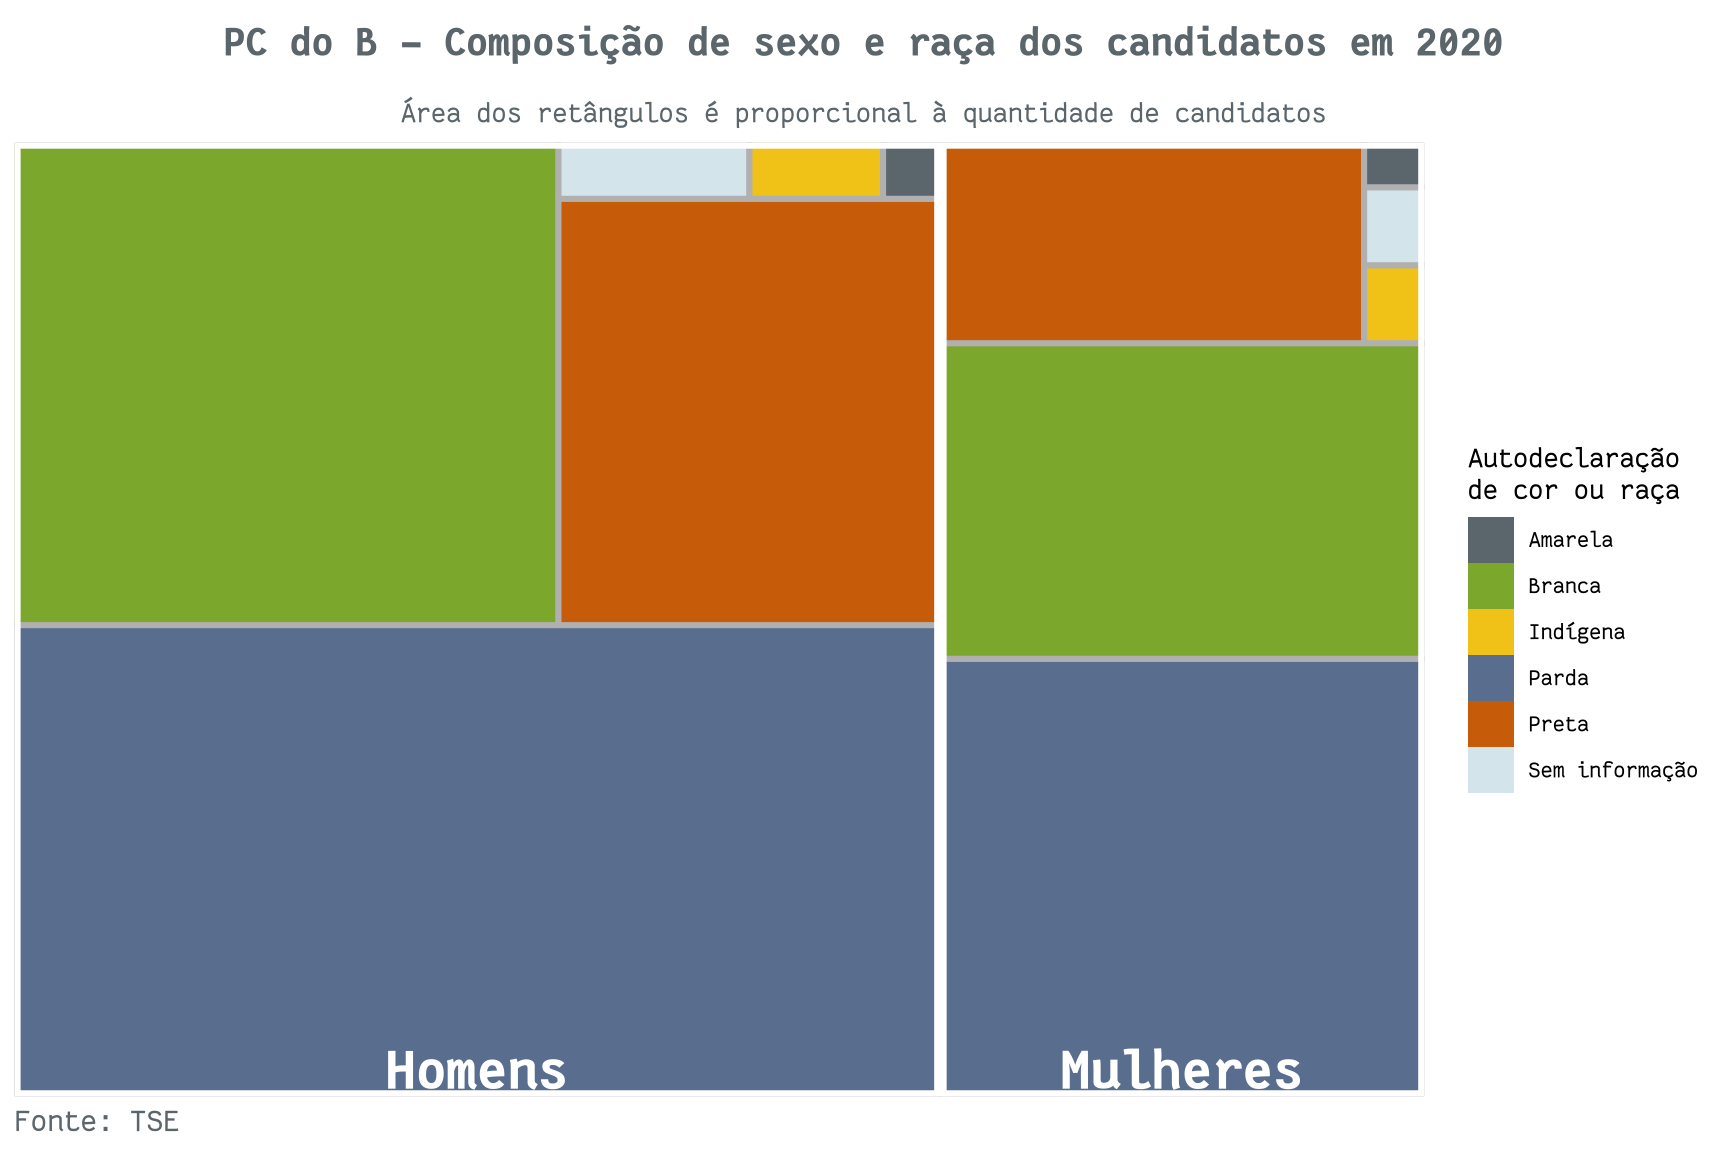 PC do B – Composição de sexo e raça dos candidatos em 2020
Área dos retângulos é proporcional à quantidade de candidatos
Autodeclaração
de cor ou raça
Amarela
Branca
Indígena
Parda
Preta
Sem informação
Homens
Mulheres
Fonte: TSE